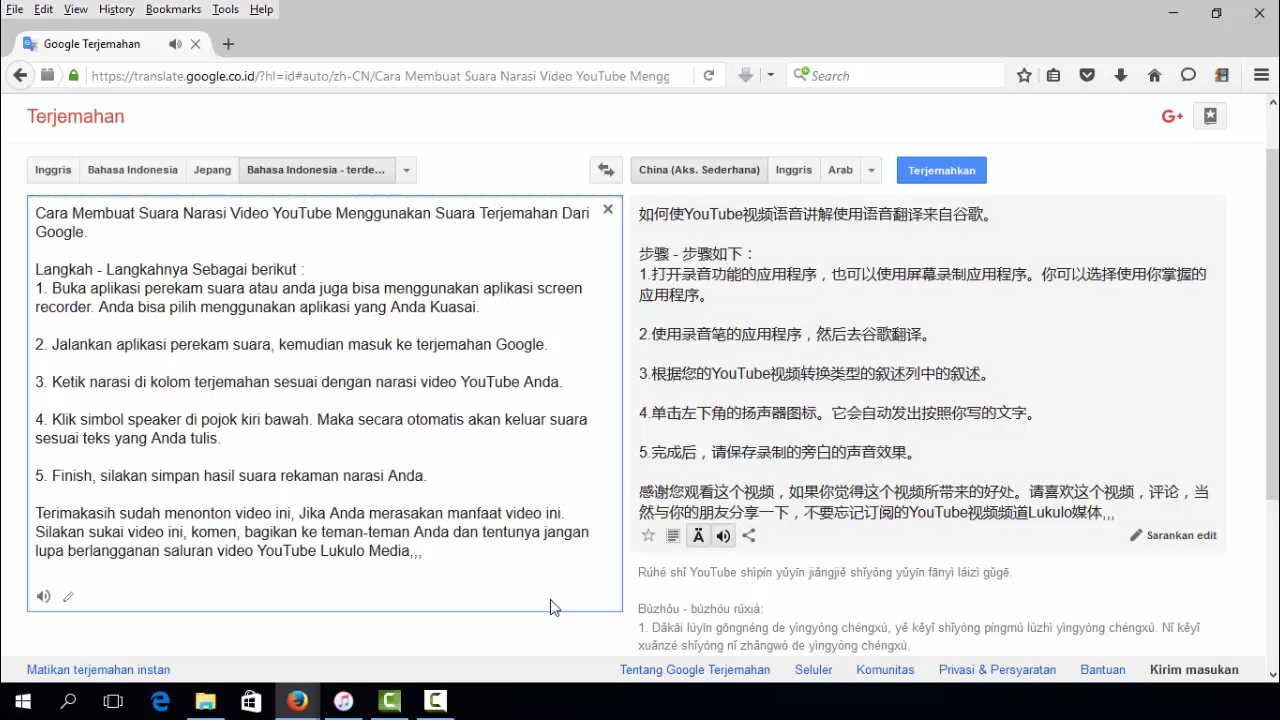 File Edit View History Bookmarks Tools Help
Google Terjemahan
https://translate.google.co.id/?hl=id#auto/zh-CN/Cara Membuat Suara Narasi Video YouTube Mengg
Search
Terjemahan
G+
Inggris Bahasa Indonesia Jepang Bahasa Indonesia - terde...
China (Aks. Sederhana) Inggris Arab Terjemahkan
Cara Membuat Suara Narasi Video YouTube Menggunakan Suara Terjemahan Dari
Google.
Langkah - Langkahnya Sebagai berikut :
1. Buka aplikasi perekam suara atau anda juga bisa menggunakan aplikasi screen
recorder. Anda bisa pilih menggunakan aplikasi yang Anda Kuasai.
2. Jalankan aplikasi perekam suara, kemudian masuk ke terjemahan Google.
3. Ketik narasi di kolom terjemahan sesuai dengan narasi video YouTube Anda.
4. Klik simbol speaker di pojok kiri bawah. Maka secara otomatis akan keluar suara
sesuai teks yang Anda tulis.
5. Finish, silakan simpan hasil suara rekaman narasi Anda.
Terimakasih sudah menonton video ini, Jika Anda merasakan manfaat video ini.
Silakan sukai video ini, komen, bagikan ke teman-teman Anda dan tentunya jangan
lupa berlangganan saluran video YouTube Lukulo Media,,,
如何使YouTube视频语音讲解使用语音翻译来自谷歌。
步骤 - 步骤如下：
1.打开录音功能的应用程序，也可以使用屏幕录制应用程序。你可以选择使用你掌握的
应用程序。
2.使用录音笔的应用程序，然后去谷歌翻译。
3.根据您的YouTube视频转换类型的叙述列中的叙述。
4.单击左下角的扬声器图标。它会自动发出按照你写的文字。
5.完成后，请保存录制的旁白的声音效果。
感谢您观看这个视频，如果你觉得这个视频所带来的好处。请喜欢这个视频，评论，当
然与你的朋友分享一下，不要忘记订阅的YouTube视频频道Lukulo媒体,,,
Ä
Sarankan edit
Rúhé shǐ YouTube shìpín yǔyīn jiǎngjiě shǐyòng yǔyīn fānyì láizì gǔgē.
Bùzhòu - bùzhòu rúxià:
1. Dǎkāi lùyīn gōngnéng de yìngyòng chéngxù, yě kěyǐ shǐyòng píngmù lùzhì yìngyòng chéngxù. Nǐ kěyǐ
xuǎnzé shǐyòng nǐ zhǎngwò de yìngyòng chéngxù.
Matikan terjemahan instan
Tentang Google Terjemahan Seluler Komunitas Privasi & Persyaratan Bantuan Kirim masukan